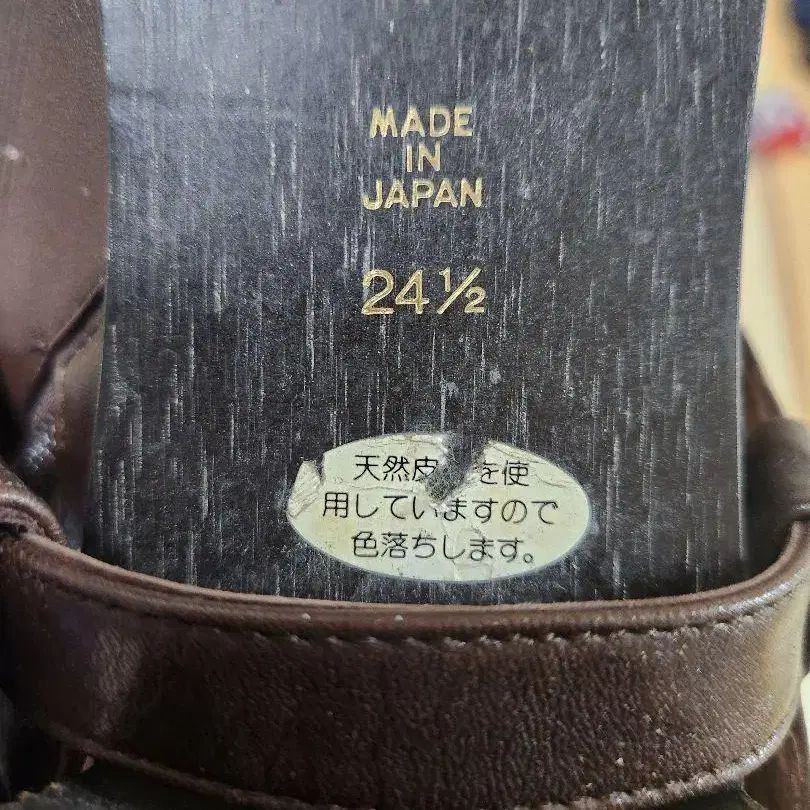 MADE
IN
JAPAN
24½
天然皮 を使
用していますので
色落ちします。